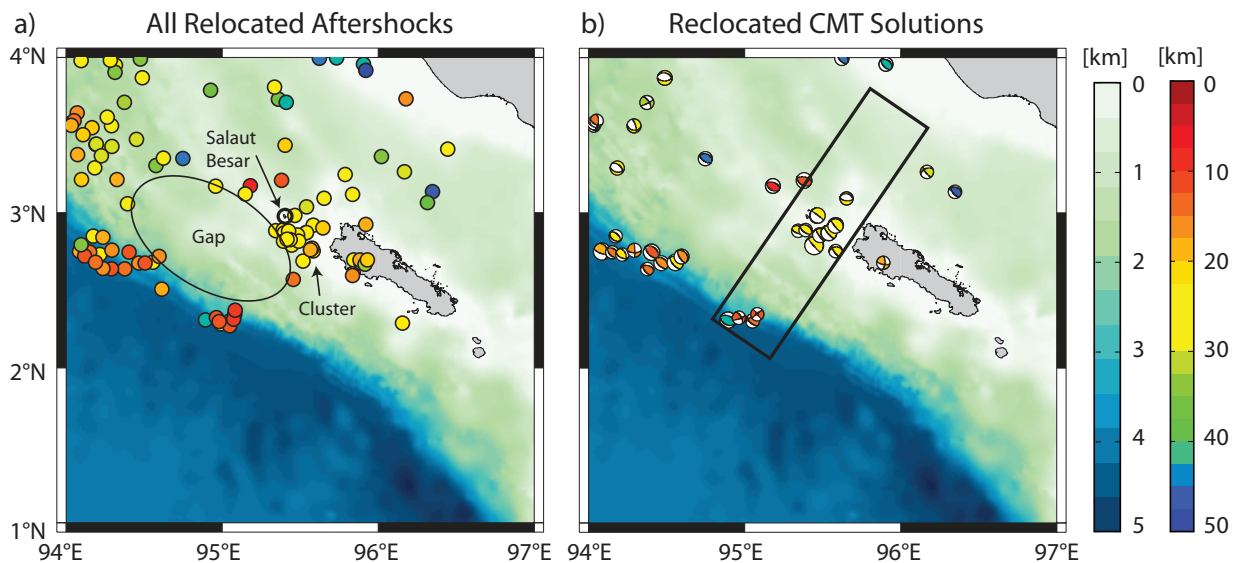 a) All Relocated Aftershocks
b) Reclocated CMT Solutions
[km] [km]
4°N
3°N
2°N
1°N
Salaut
Besar
Gap
Cluster
94°E 95°E 96°E 97°E
94°E 95°E 96°E 97°E
0
1
2
3
4
5
0
10
20
30
40
50